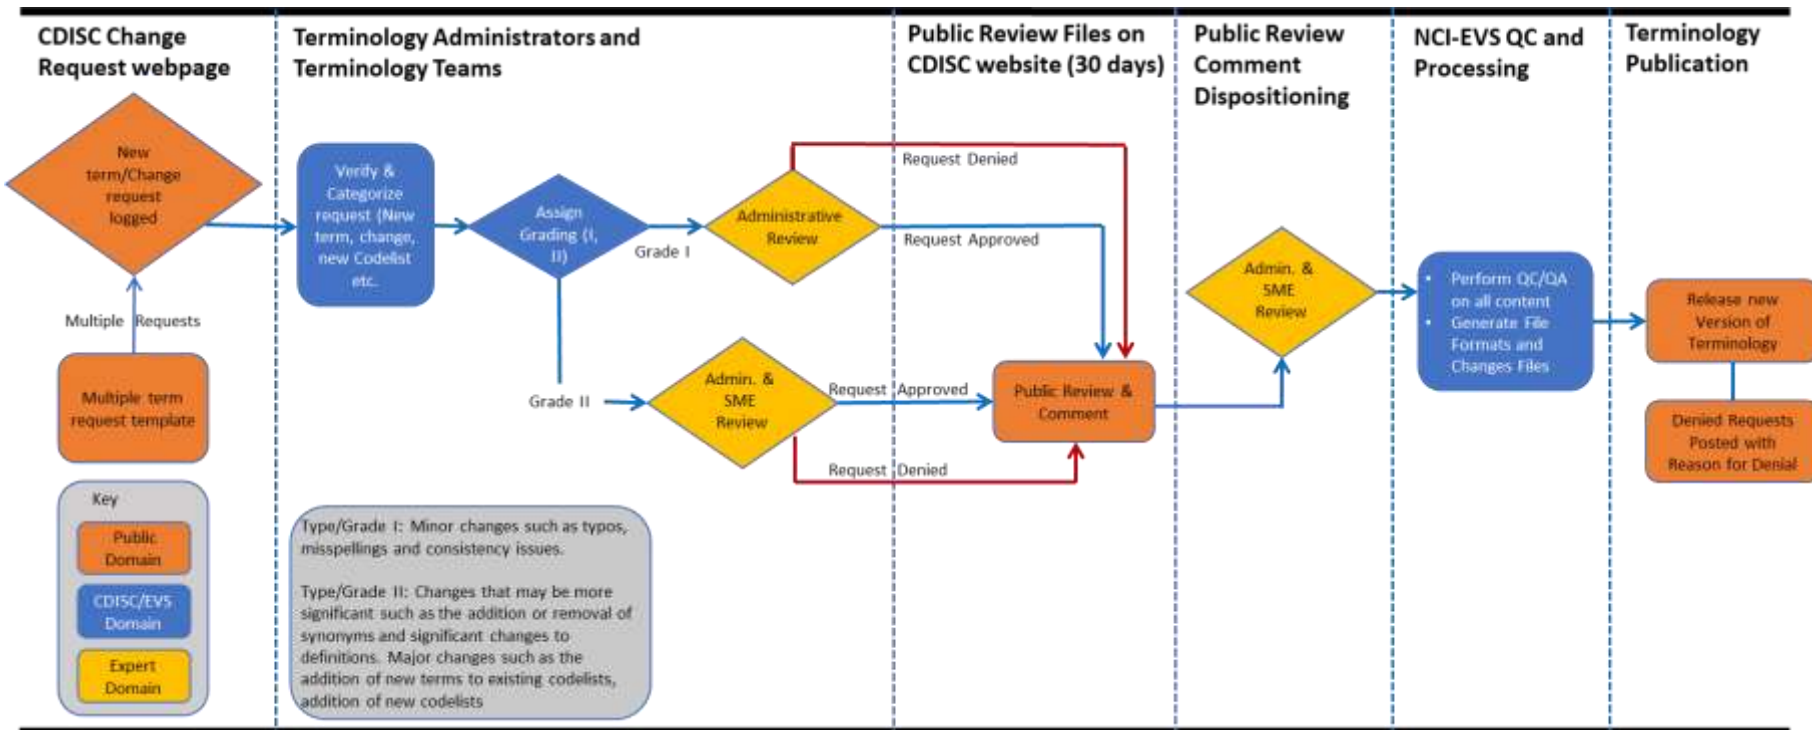 CDISC Change
Request webpage
Terminology Administrators and
Terminology Teams
Public Review Files on
CDISC website (30 days)
Public Review
Comment
Dispositioning
NCI-EVS QC and
Processing
Terminology
Publication
New
term/Change
request
logged
Multiple Requests
Multiple term
request template
Verify &
Categorize
request (New
term, change,
new Codelist
etc.
Assign
Grading (I,
II)
Grade I
Grade II
Administrative
Review
Request Denied
Request Approved
Admin. &
SME
Review
Request Approved
Request Denied
Public Review &
Comment
Admin. &
SME
Review
• Perform QC/QA
on all content
• Generate File
Formats and
Changes Files
Release new
Version of
Terminology
Denied Requests
Posted with
Reason for Denial
Key
Public
Domain
CDISC/EVS
Domain
Expert
Domain
Type/Grade I: Minor changes such as typos,
misspellings and consistency issues.
Type/Grade II: Changes that may be more
significant such as the addition or removal of
synonyms and significant changes to
definitions. Major changes such as the
addition of new terms to existing codelists,
addition of new codelists